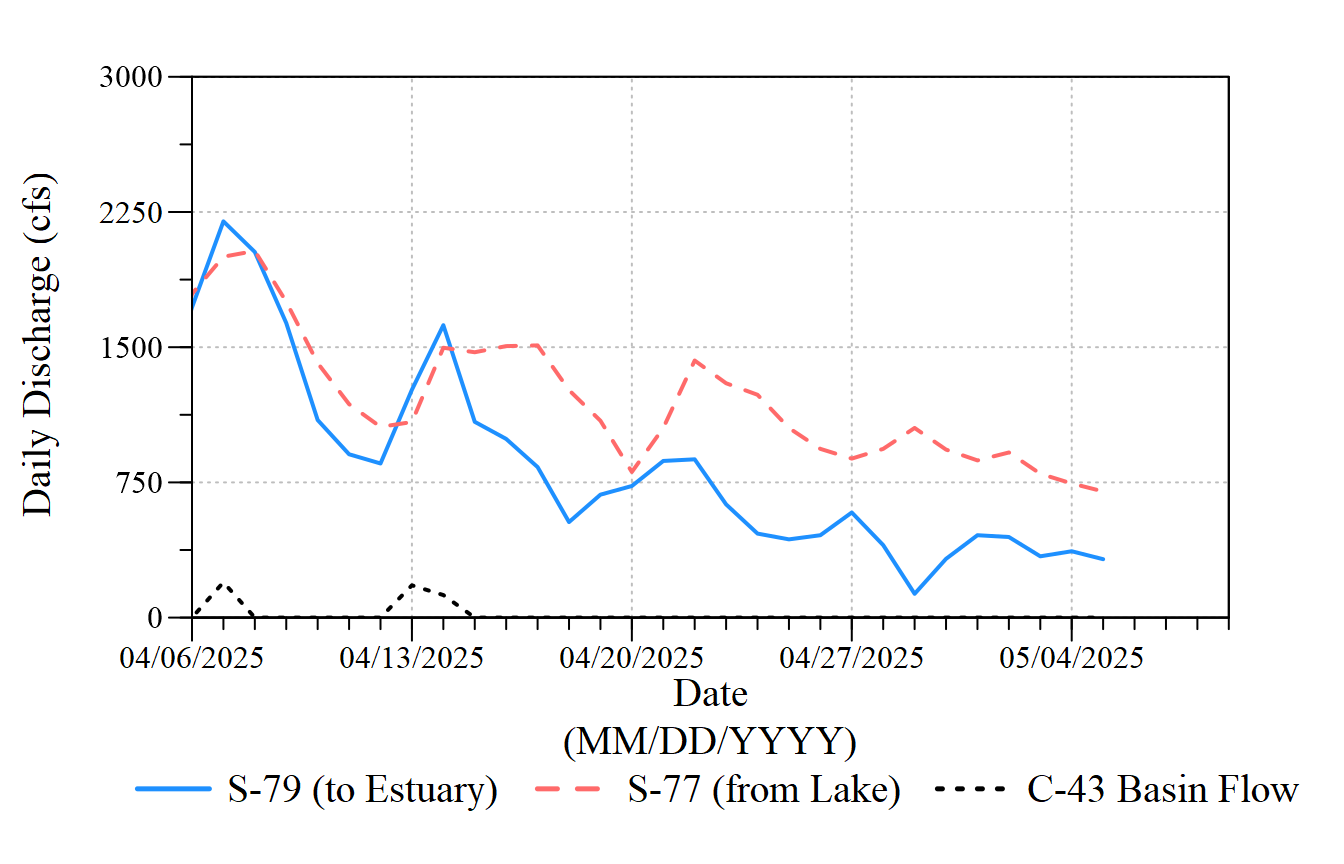 3000
2250
1500
750
0
Daily Discharge (cfs)
04/06/2025 04/13/2025 04/20/2025 04/27/2025 05/04/2025
Date
(MM/DD/YYYY)
S-79 (to Estuary) S-77 (from Lake) C-43 Basin Flow